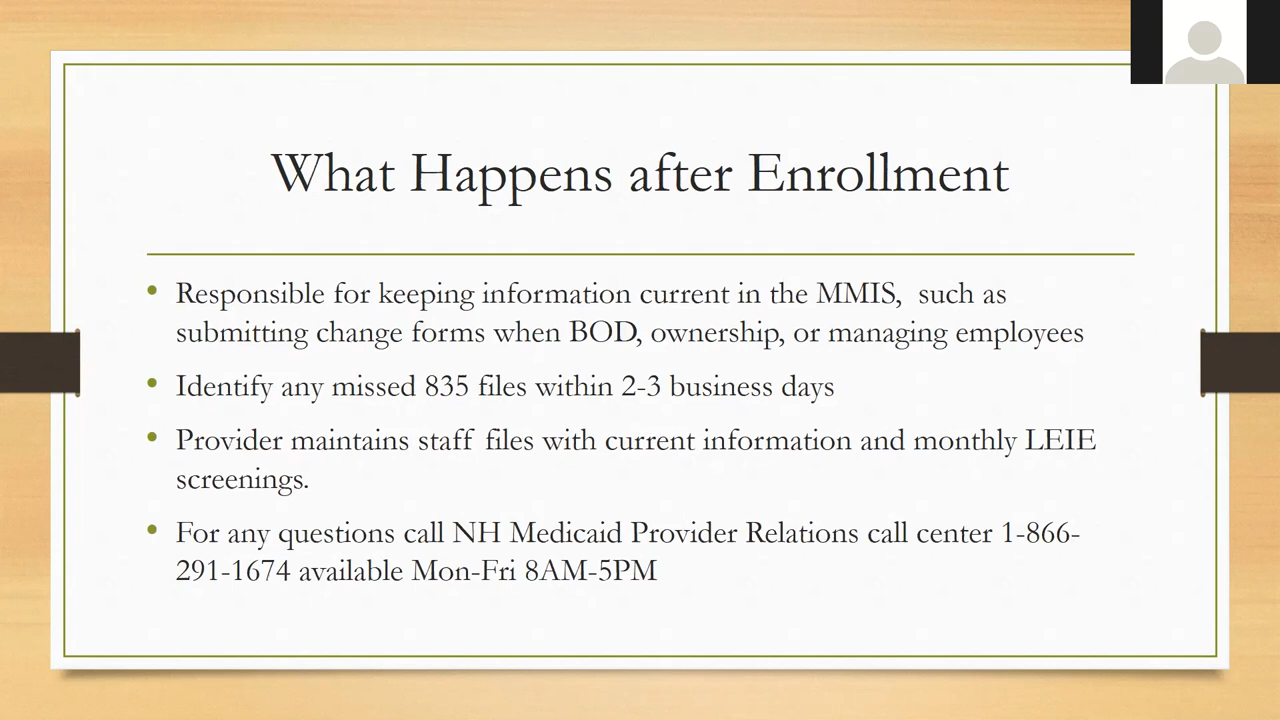 What Happens after Enrollment
• Responsible for keeping information current in the MMIS,  such as
submitting change forms when BOD, ownership, or managing employees
• Identify any missed 835 files within 2-3 business days
• Provider maintains staff files with current information and monthly LEIE
screenings.
• For any questions call NH Medicaid Provider Relations call center 1-866-
291-1674 available Mon-Fri 8AM-5PM